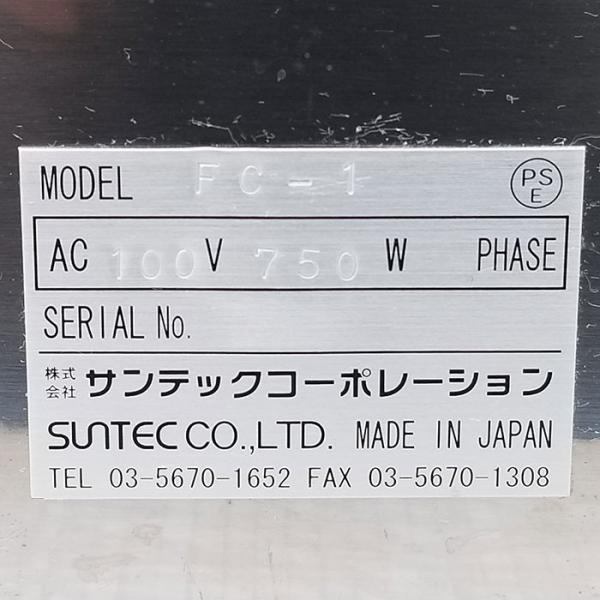 MODEL FC-1 PSE
AC 100 V 750 W PHASE
SERIAL No.
株式会社 サンテックコーポレーション
SUNTEC CO.,LTD. MADE IN JAPAN
TEL 03-5670-1652 FAX 03-5670-1308